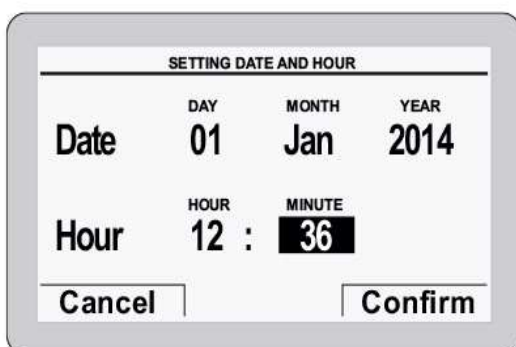 SETTING DATE AND HOUR
DAY MONTH YEAR
Date 01 Jan 2014
HOUR MINUTE
Hour 12 : 36
Cancel Confirm